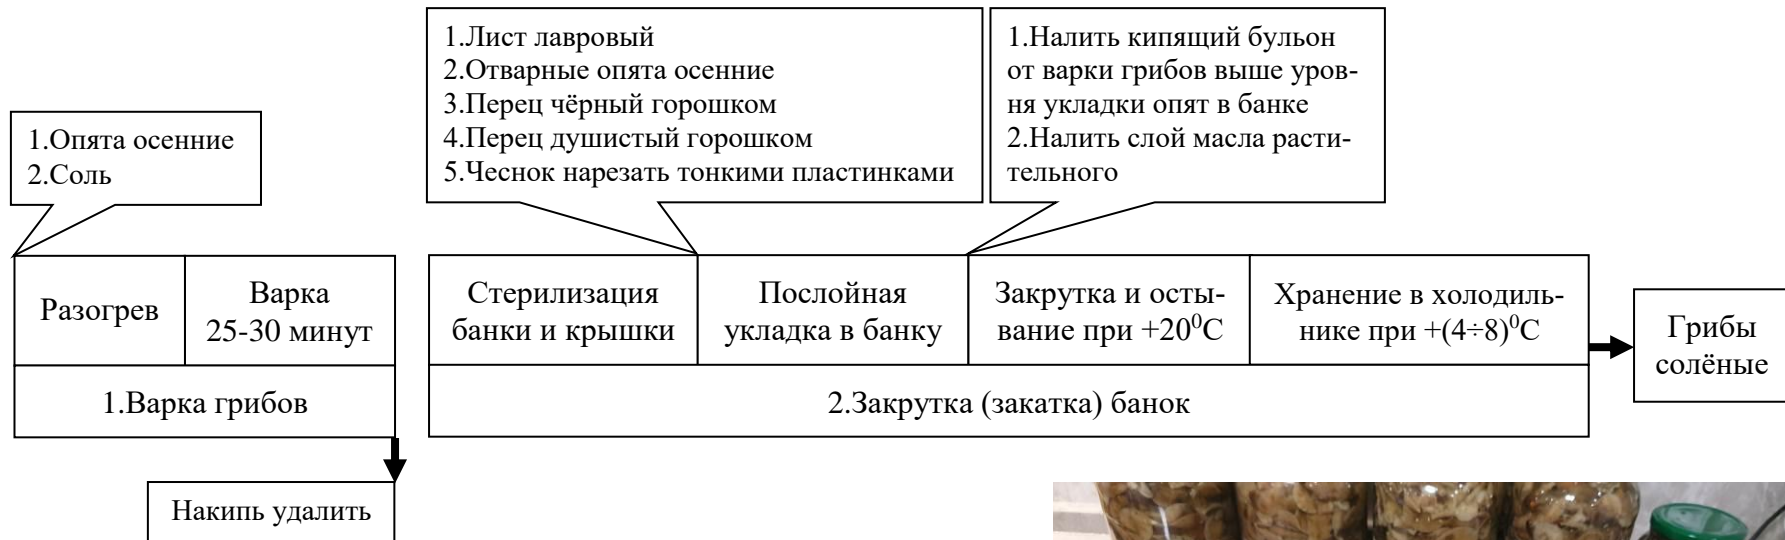 1.Лист лавровый
2.Отварные опята осенние
3.Перец чёрный горошком
4.Перец душистый горошком
5.Чеснок нарезать тонкими пластинками
1.Налить кипящий бульон
от варки грибов выше уров-
ня укладки опят в банке
2.Налить слой масла расти-
тельного
1.Опята осенние
2.Соль
Разогрев
Варка
25-30 минут
Стерилизация
банки и крышки
Послойная
укладка в банку
Закрутка и осты-
вание при +20⁰С
Хранение в холодиль-
нике при +(4÷8)⁰С
Грибы
солёные
1.Варка грибов
2.Закрутка (закатка) банок
Накипь удалить